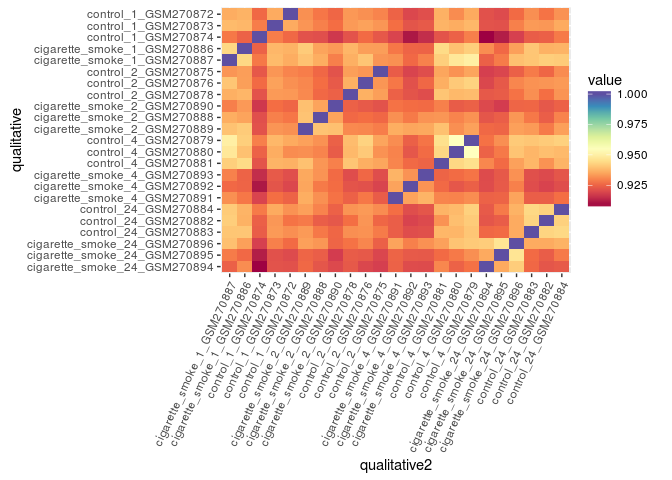 control_1_GSM270872
control_1_GSM270873
control_1_GSM270874
cigarette_smoke_1_GSM270886
cigarette_smoke_1_GSM270887
control_2_GSM270875
control_2_GSM270876
control_2_GSM270878
cigarette_smoke_2_GSM270890
cigarette_smoke_2_GSM270888
cigarette_smoke_2_GSM270889
control_4_GSM270879
control_4_GSM270880
control_4_GSM270881
cigarette_smoke_4_GSM270893
cigarette_smoke_4_GSM270892
cigarette_smoke_4_GSM270891
control_24_GSM270884
control_24_GSM270882
control_24_GSM270883
cigarette_smoke_24_GSM270896
cigarette_smoke_24_GSM270895
cigarette_smoke_24_GSM270894
qualitative
value
1.000
0.975
0.950
0.925
cigarette_smoke_1_GSM270887
cigarette_smoke_1_GSM270886
control_1_GSM270874
control_1_GSM270873
control_1_GSM270872
cigarette_smoke_2_GSM270889
cigarette_smoke_2_GSM270888
cigarette_smoke_2_GSM270890
control_2_GSM270878
control_2_GSM270876
control_2_GSM270875
cigarette_smoke_4_GSM270891
cigarette_smoke_4_GSM270892
cigarette_smoke_4_GSM270893
control_4_GSM270881
control_4_GSM270880
control_4_GSM270879
cigarette_smoke_24_GSM270894
cigarette_smoke_24_GSM270895
cigarette_smoke_24_GSM270896
control_24_GSM270883
control_24_GSM270882
control_24_GSM270884
qualitative2